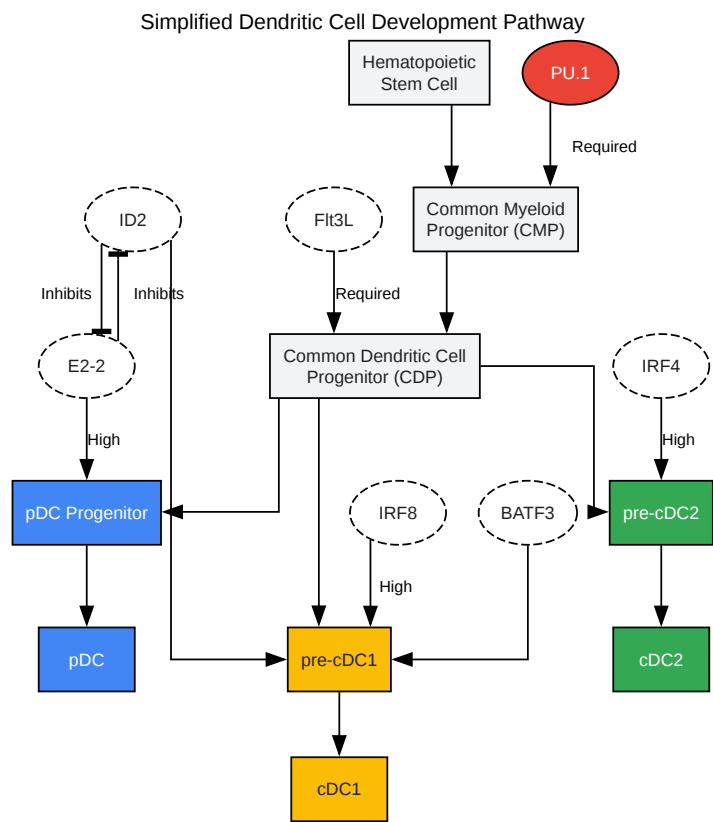 Simplified Dendritic Cell Development Pathway
Hematopoietic
Stem Cell
PU.1
Required
ID2
Flt3L
Common Myeloid
Progenitor (CMP)
Inhibits
Inhibits
Required
E2-2
Common Dendritic Cell
Progenitor (CDP)
IRF4
High
High
pDC Progenitor
IRF8
BATF3
pre-cDC2
High
pDC
pre-cDC1
cDC2
cDC1